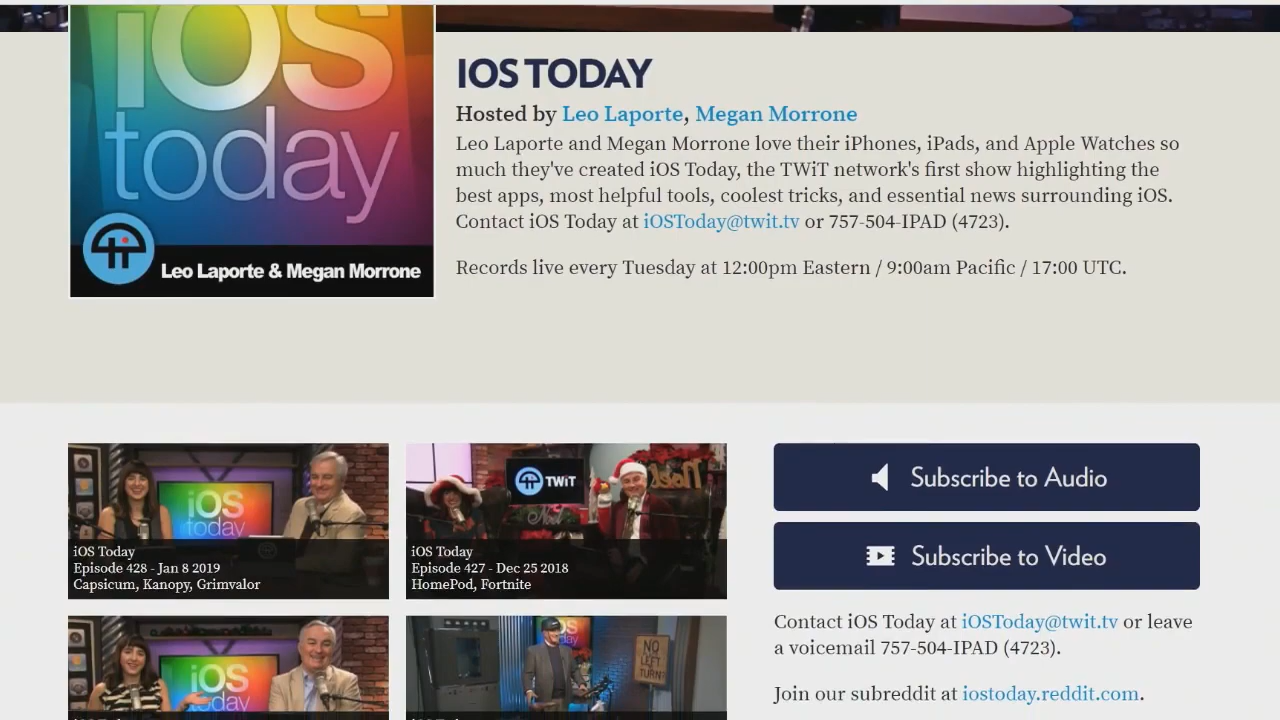 iOS
today
Leo Laporte & Megan Morrone
IOS TODAY
Hosted by Leo Laporte, Megan Morrone
Leo Laporte and Megan Morrone love their iPhones, iPads, and Apple Watches so
much they've created iOS Today, the TWiT network's first show highlighting the
best apps, most helpful tools, coolest tricks, and essential news surrounding iOS.
Contact iOS Today at iOSToday@twit.tv or 757-504-IPAD (4723).
Records live every Tuesday at 12:00pm Eastern / 9:00am Pacific / 17:00 UTC.
iOS
today
iOS Today
Episode 428 - Jan 8 2019
Capsicum, Kanopy, Grimvalor
TWiT
Noel
Noel
iOS Today
Episode 427 - Dec 25 2018
HomePod, Fortnite
Subscribe to Audio
Subscribe to Video
Contact iOS Today at iOSToday@twit.tv or leave
a voicemail 757-504-IPAD (4723).
Join our subreddit at iostoday.reddit.com.
iOS
today
NO
LEFT
TURN